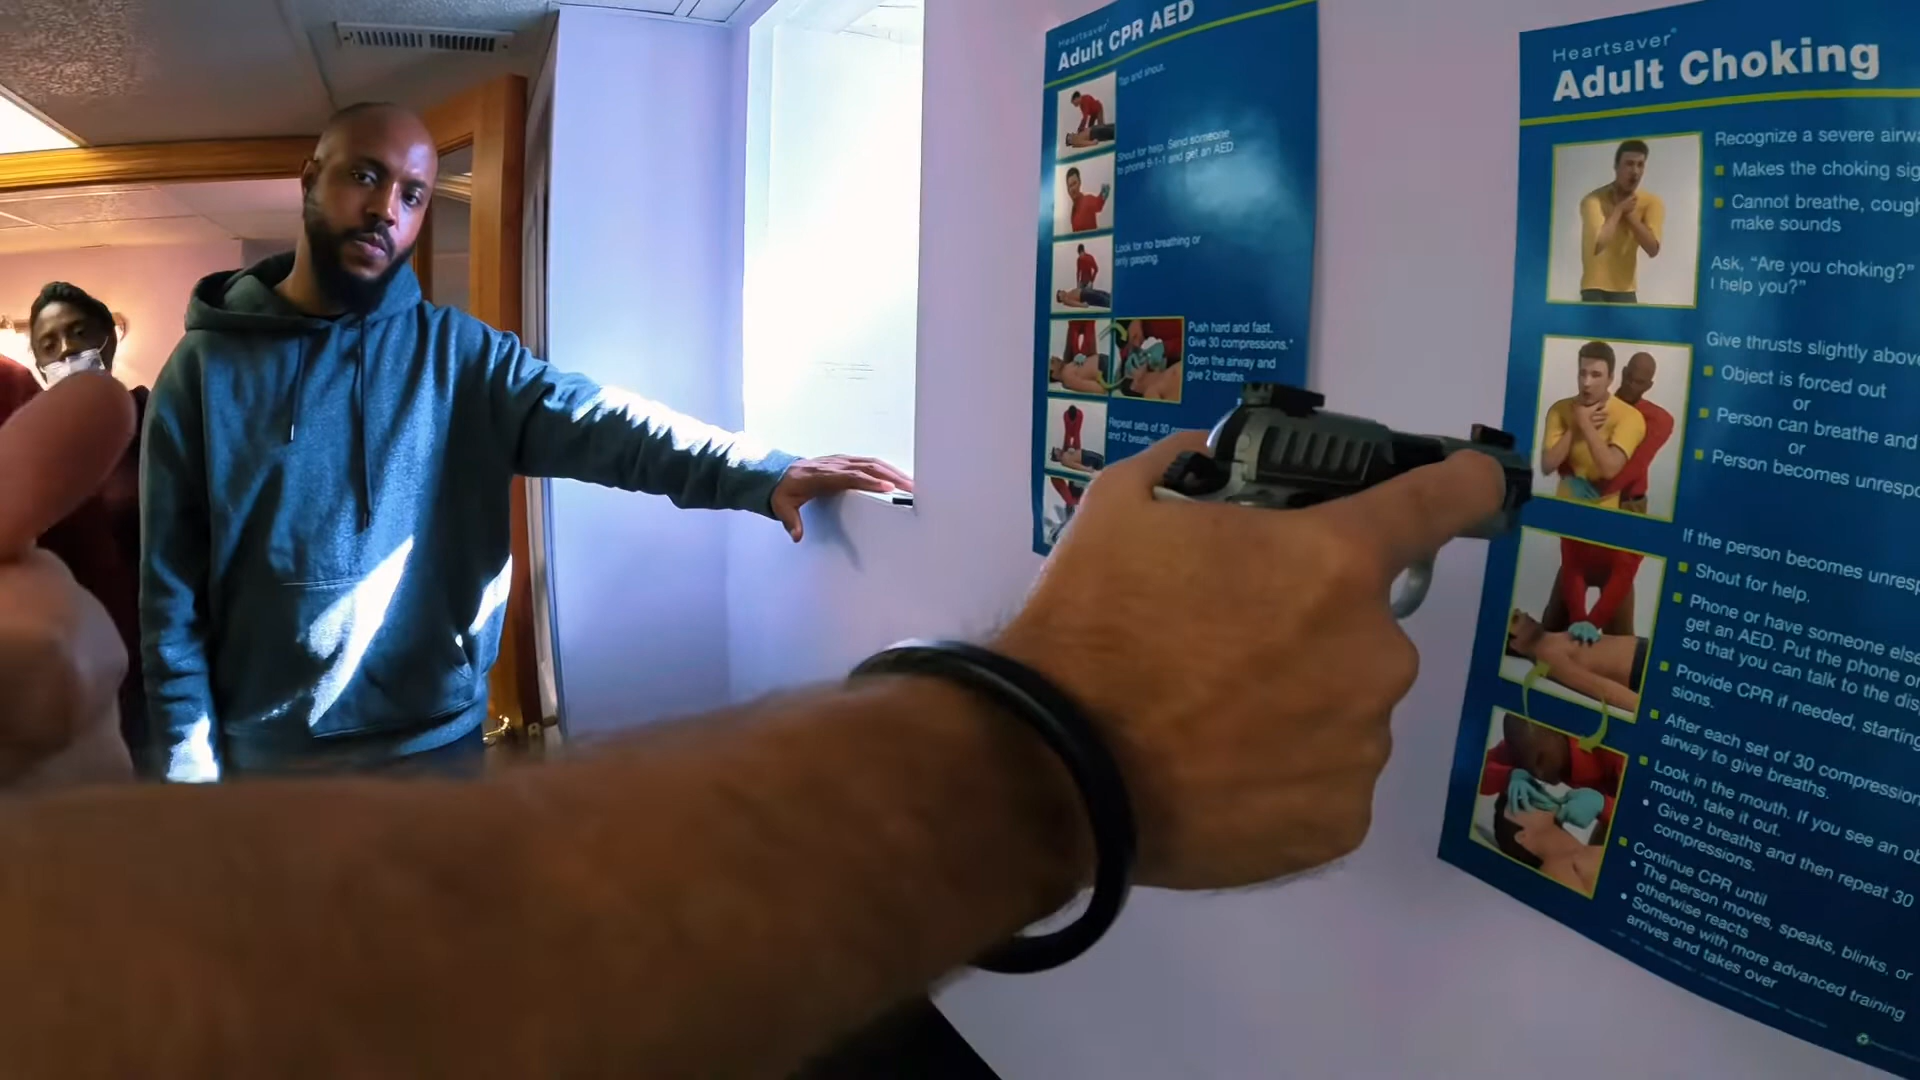 Heartsaver®
Adult CPR AED
Tap and shout.
Shout for help. Send someone
to phone 9-1-1 and get an AED.
Look for no breathing or
only gasping.
Push hard and fast.
Give 30 compressions.*
Open the airway and
give 2 breaths.
Repeat sets of 30
and 2 breaths
Heartsaver®
Adult Choking
Recognize a severe airwa
Makes the choking sig
Cannot breathe, cough
make sounds
Ask, “Are you choking?”
I help you?”
Give thrusts slightly above
Object is forced out
or
Person can breathe and
or
Person becomes unrespo
If the person becomes unresp
Shout for help.
Phone or have someone else
get an AED. Put the phone on
so that you can talk to the dis
Provide CPR if needed, starting
sions.
After each set of 30 compression
airway to give breaths.
Look in the mouth. If you see an ob
mouth, take it out.
Give 2 breaths and then repeat 30
compressions.
Continue CPR until
The person moves, speaks, blinks, or
otherwise reacts
Someone with more advanced training
arrives and takes over